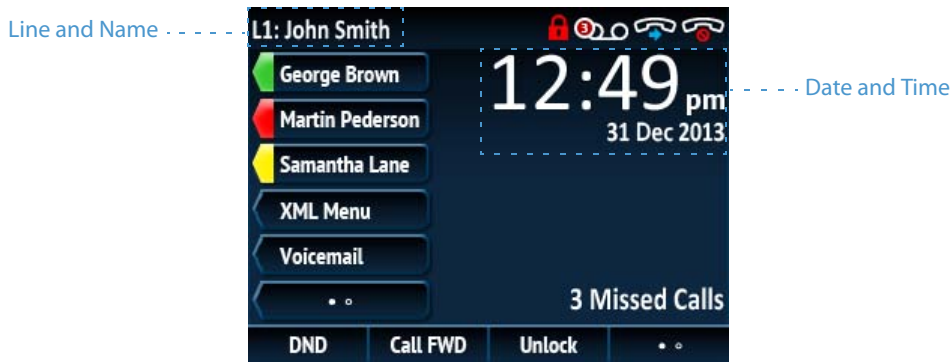 Line and Name
L1: John Smith
3
George Brown
12:49 pm
Date and Time
Martin Pederson
31 Dec 2013
Samantha Lane
XML Menu
Voicemail
3 Missed Calls
DND Call FWD Unlock